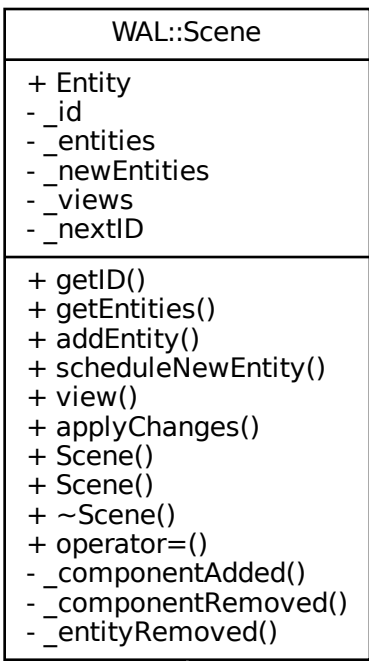 WAL::Scene
+ Entity
- _id
- _entities
- _newEntities
- _views
- _nextID
+ getID()
+ getEntities()
+ addEntity()
+ scheduleNewEntity()
+ view()
+ applyChanges()
+ Scene()
+ Scene()
+ ~Scene()
+ operator=()
- _componentAdded()
- _componentRemoved()
- _entityRemoved()